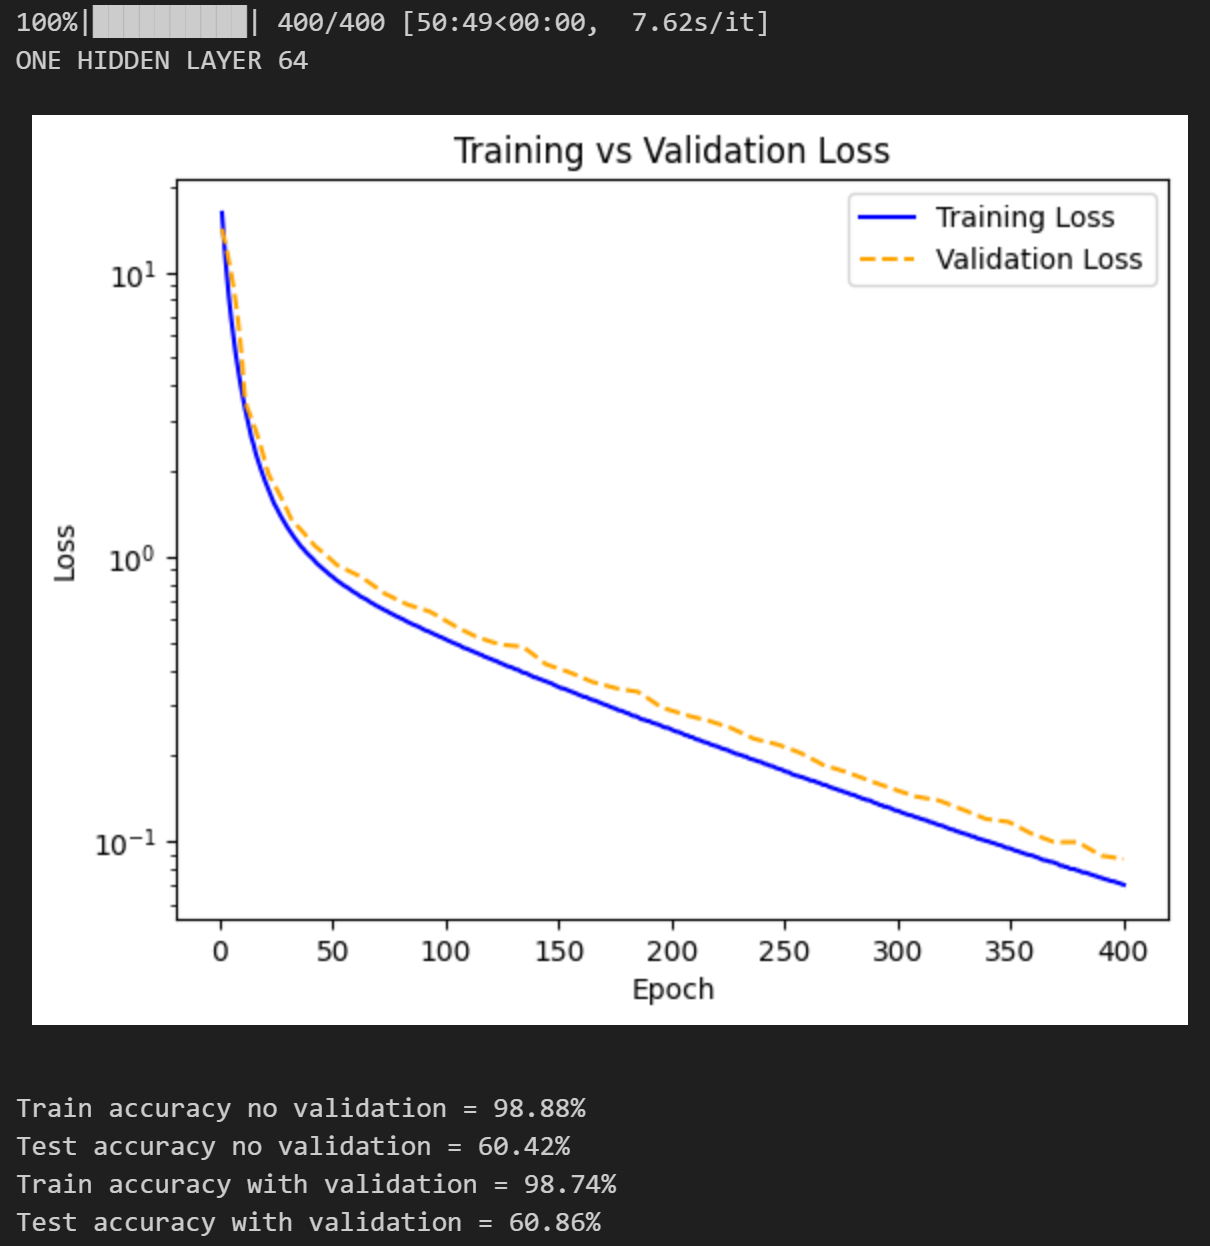 100%|██████████| 400/400 [50:49<00:00,  7.62s/it]
ONE HIDDEN LAYER 64
Training vs Validation Loss
Training Loss
Validation Loss
10¹
10⁰
10⁻¹
Loss
0 50 100 150 200 250 300 350 400
Epoch
Train accuracy no validation = 98.88%
Test accuracy no validation = 60.42%
Train accuracy with validation = 98.74%
Test accuracy with validation = 60.86%